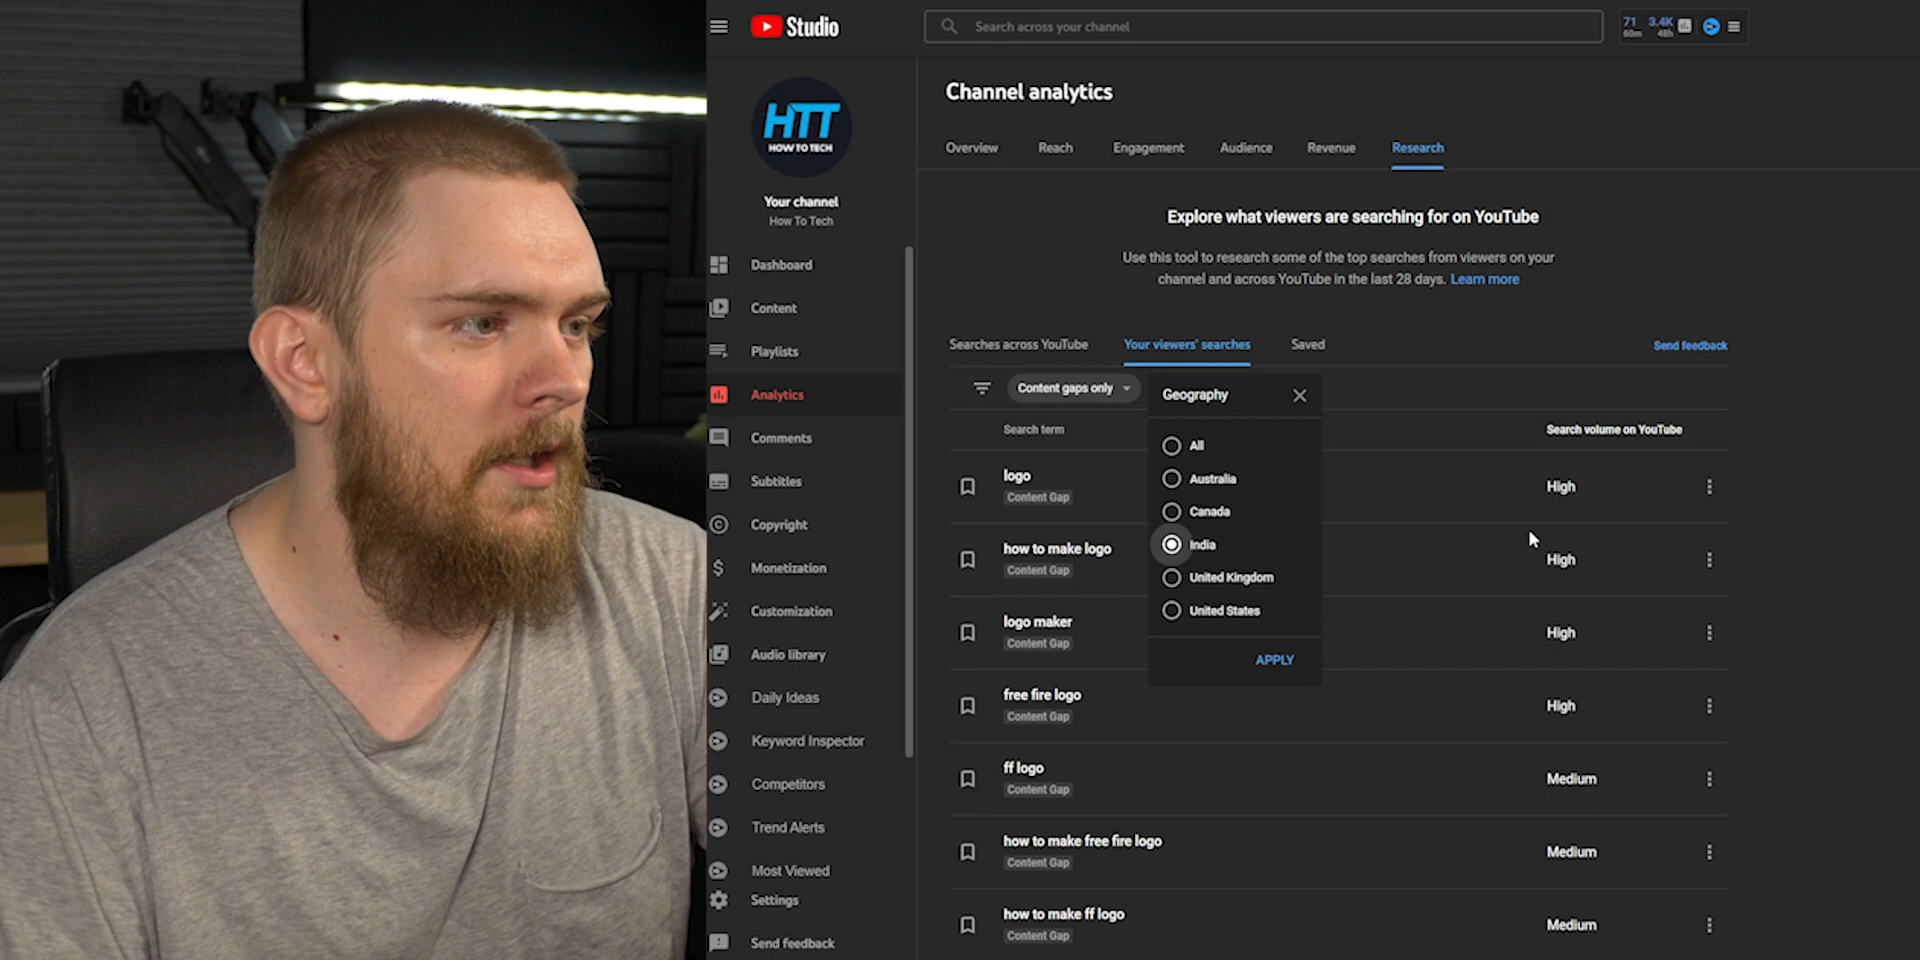 Studio
Search across your channel
71
60m
3.4K
48h
HTT
HOW TO TECH
Your channel
How To Tech
Dashboard
Content
Playlists
Analytics
Comments
Subtitles
Copyright
Monetization
Customization
Audio library
Daily Ideas
Keyword Inspector
Competitors
Trend Alerts
Most Viewed
Settings
Send feedback
Channel analytics
Overview Reach Engagement Audience Revenue Research
Explore what viewers are searching for on YouTube
Use this tool to research some of the top searches from viewers on your
channel and across YouTube in the last 28 days. Learn more
Searches across YouTube Your viewers' searches Saved Send feedback
Content gaps only
Geography
All
Australia
Canada
India
United Kingdom
United States
APPLY
Search term Search volume on YouTube
logo High
Content Gap
how to make logo High
Content Gap
logo maker High
Content Gap
free fire logo High
Content Gap
ff logo Medium
Content Gap
how to make free fire logo Medium
Content Gap
how to make ff logo Medium
Content Gap